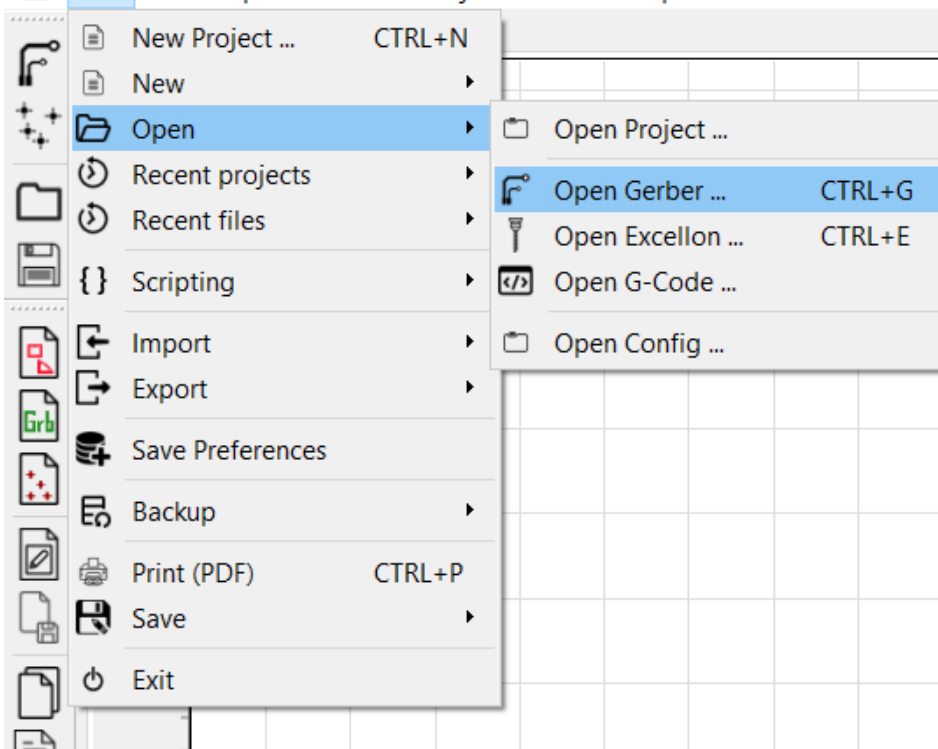 New Project ... CTRL+N
New
Open
Recent projects
Recent files
Scripting
Import
Export
Save Preferences
Backup
Print (PDF) CTRL+P
Save
Exit
Open Project ...
Open Gerber ... CTRL+G
Open Excellon ... CTRL+E
Open G-Code ...
Open Config ...
Grb